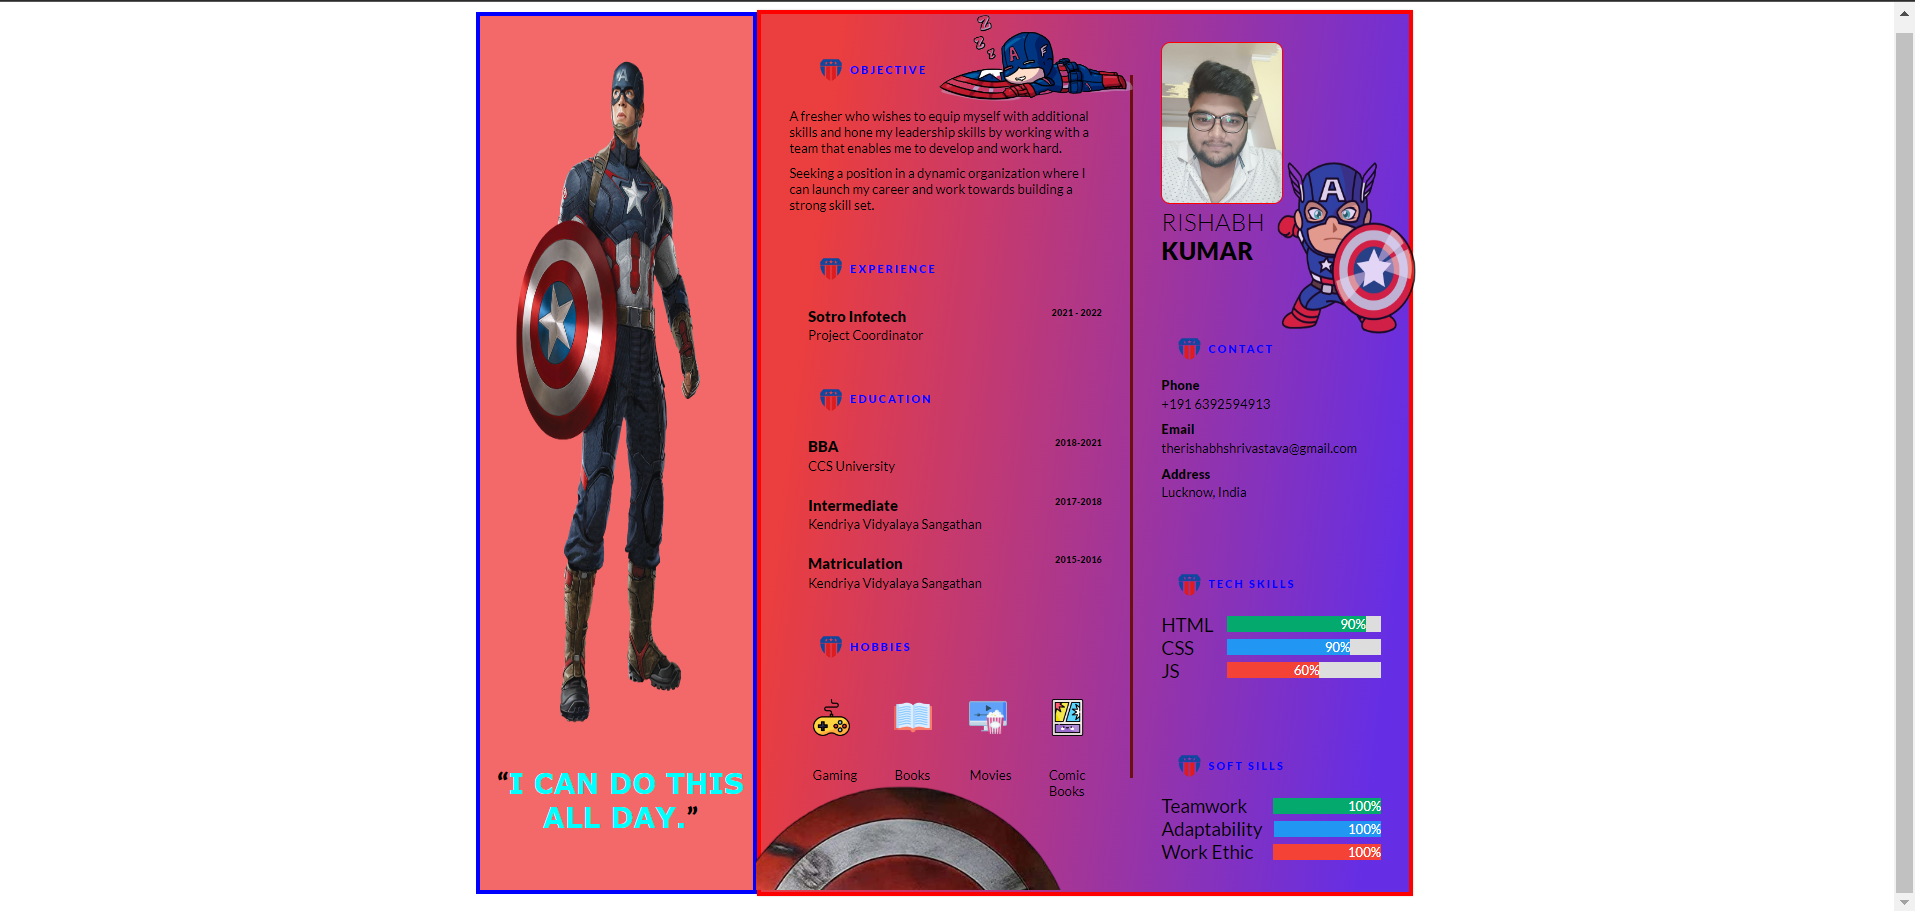 “I CAN DO THIS
ALL DAY.”
OBJECTIVE
A fresher who wishes to equip myself with additional
skills and hone my leadership skills by working with a
team that enables me to develop and work hard.
Seeking a position in a dynamic organization where I
can launch my career and work towards building a
strong skill set.
EXPERIENCE
Sotro Infotech 2021 - 2022
Project Coordinator
EDUCATION
BBA 2018-2021
CCS University
Intermediate 2017-2018
Kendriya Vidyalaya Sangathan
Matriculation 2015-2016
Kendriya Vidyalaya Sangathan
HOBBIES
Gaming Books Movies Comic
Books
RISHABH
KUMAR
CONTACT
Phone
+191 6392594913
Email
therishabhshrivastava@gmail.com
Address
Lucknow, India
TECH SKILLS
HTML 90%
CSS 90%
JS 60%
SOFT SILLS
Teamwork 100%
Adaptability 100%
Work Ethic 100%